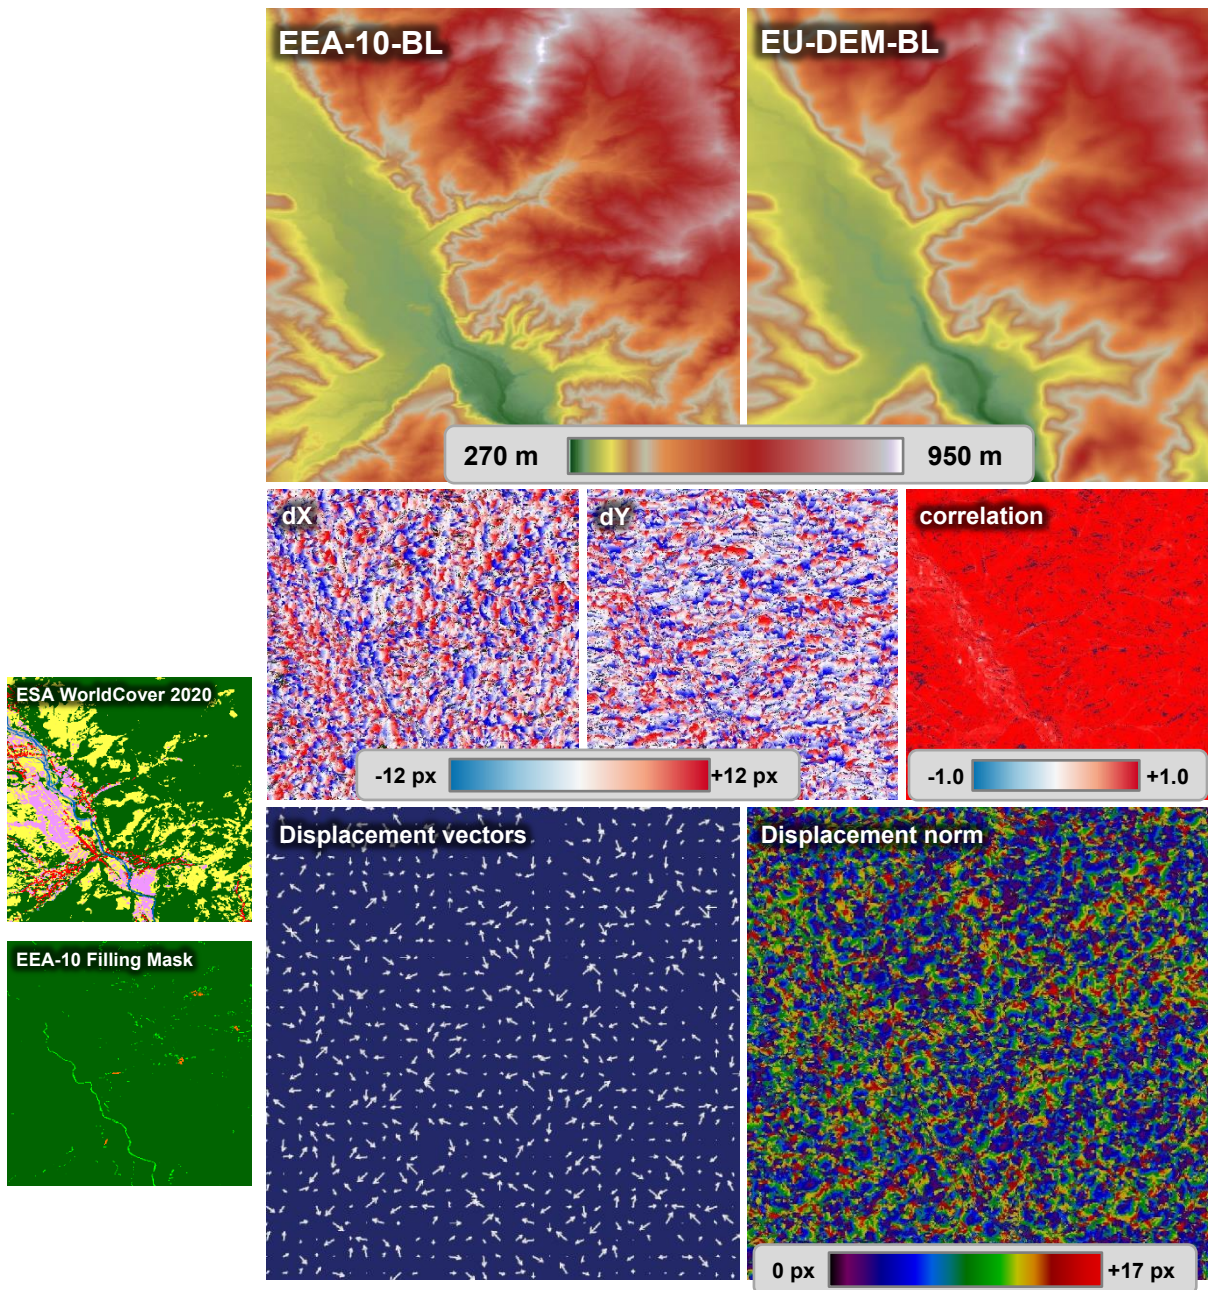 EEA-10-BL
EU-DEM-BL
270 m
950 m
dX
dY
correlation
-12 px
+12 px
-1.0
+1.0
ESA WorldCover 2020
EEA-10 Filling Mask
Displacement vectors
Displacement norm
0 px
+17 px